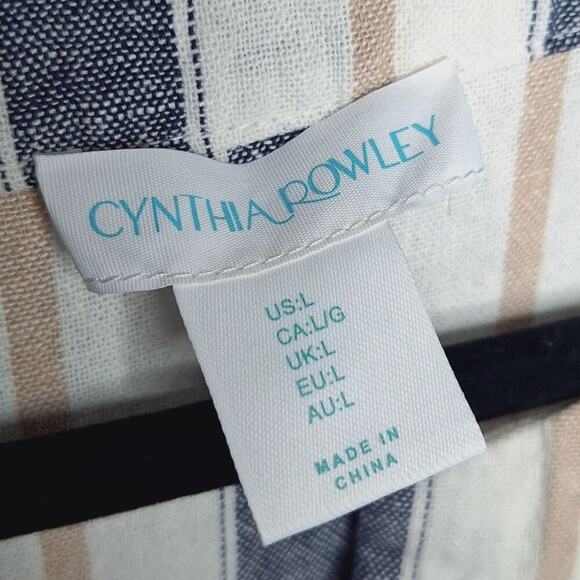 CYNTHIA ROWLEY
US:L
CA:L/G
UK:L
EU:L
AU:L
MADE IN
CHINA